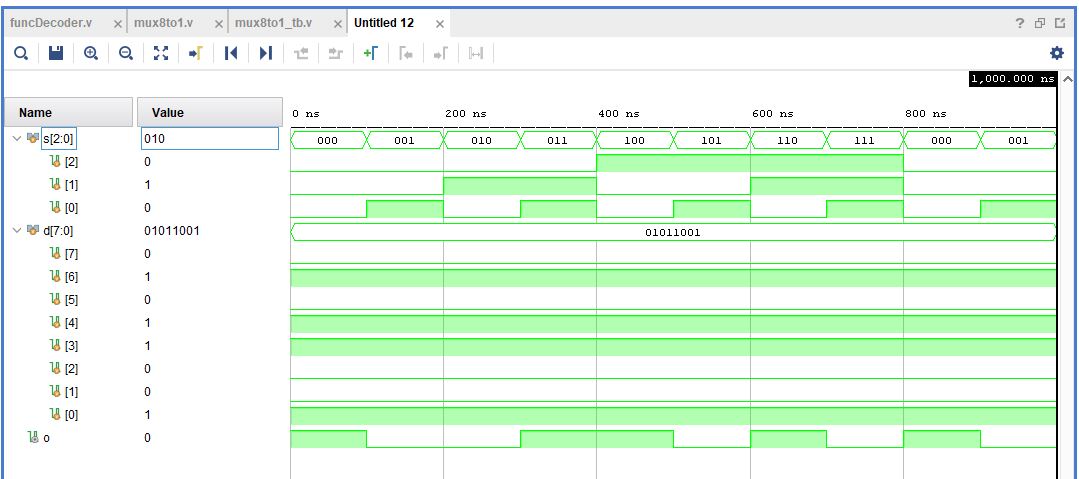 funcDecoder.v × mux8to1.v × mux8to1_tb.v × Untitled 12 ×
1,000.000 ns
Name Value 0 ns 200 ns 400 ns 600 ns 800 ns
s[2:0] 010 000 001 010 011 100 101 110 111 000 001
[2] 0
[1] 1
[0] 0
d[7:0] 01011001 01011001
[7] 0
[6] 1
[5] 0
[4] 1
[3] 1
[2] 0
[1] 0
[0] 1
o 0